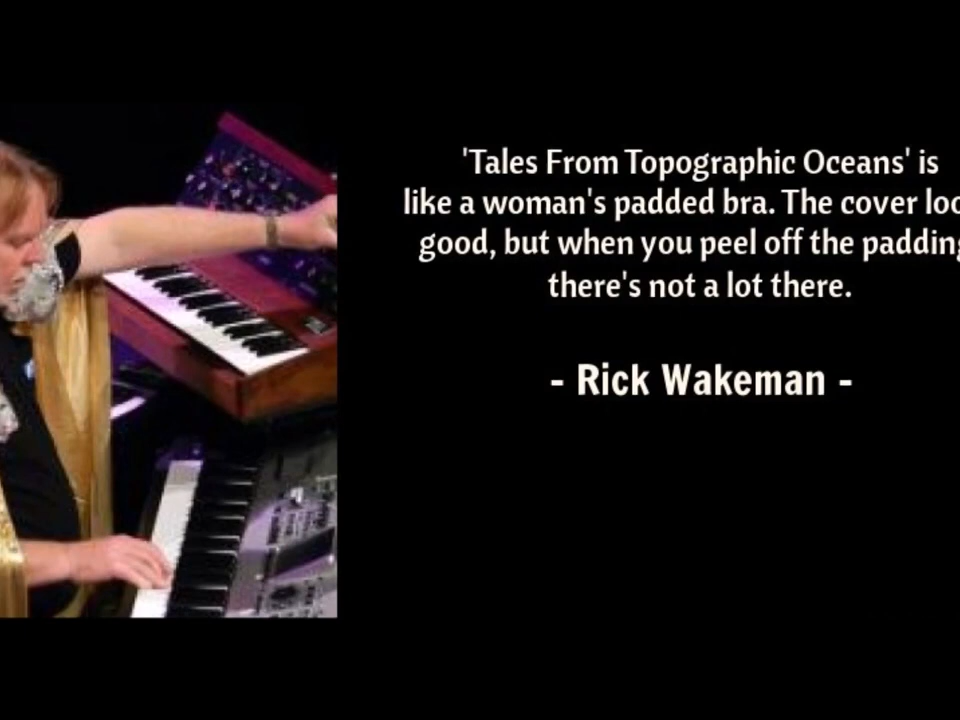 'Tales From Topographic Oceans' is
like a woman's padded bra. The cover
good, but when you peel off the padding
there's not a lot there.
- Rick Wakeman -